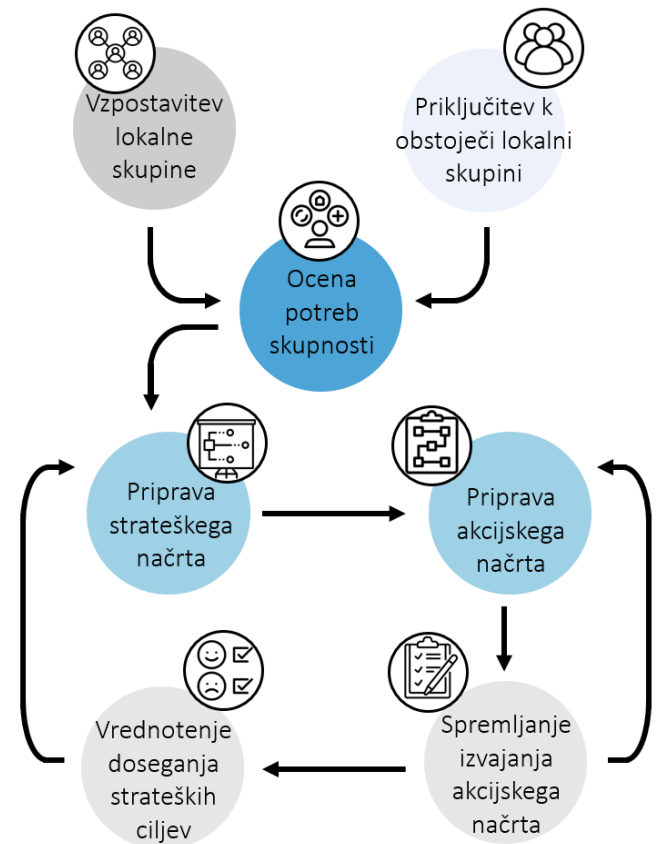 Vzpostavitev
lokalne
skupine
Priključitev k
obstoječi lokalni
skupini
Ocena
potreb
skupnosti
Priprava
strateškega
načrta
Priprava
akcijskega
načrta
Vrednotenje
doseganja
strateških
ciljev
Spremljanje
izvajanja
akcijskega
načrta